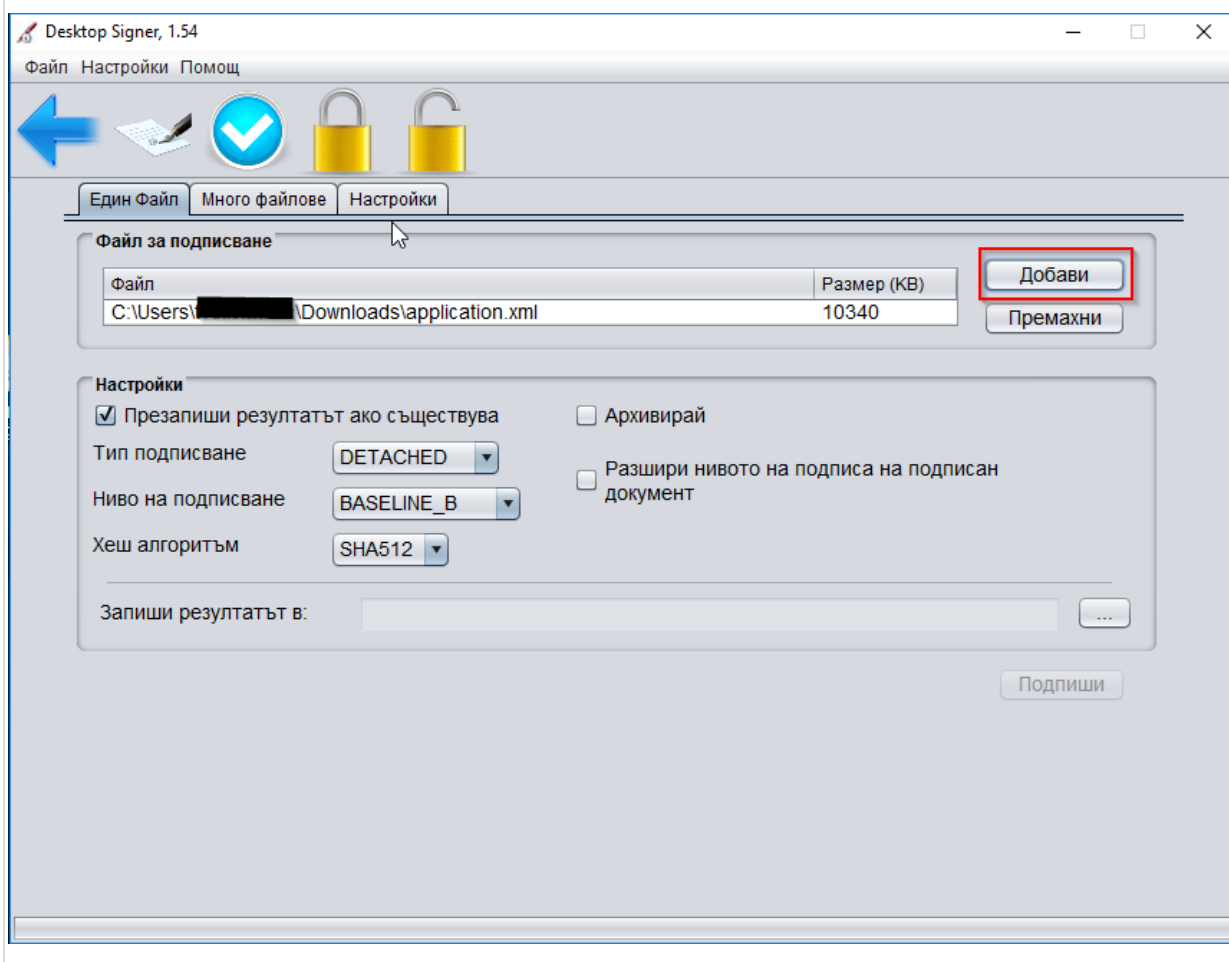 Desktop Signer, 1.54
Файл Настройки Помощ
Един Файл Много файлове Настройки
Файл за подписване
Файл Размер (KB)
C:\Users\ \Downloads\application.xml 10340
Добави
Премахни
Настройки
Презапиши резултатът ако съществува
Архивирай
Тип подписване DETACHED
Разшири нивото на подписа на подписан
документ
Ниво на подписване BASELINE_B
Хеш алгоритъм SHA512
Запиши резултатът в: ...
Подпиши